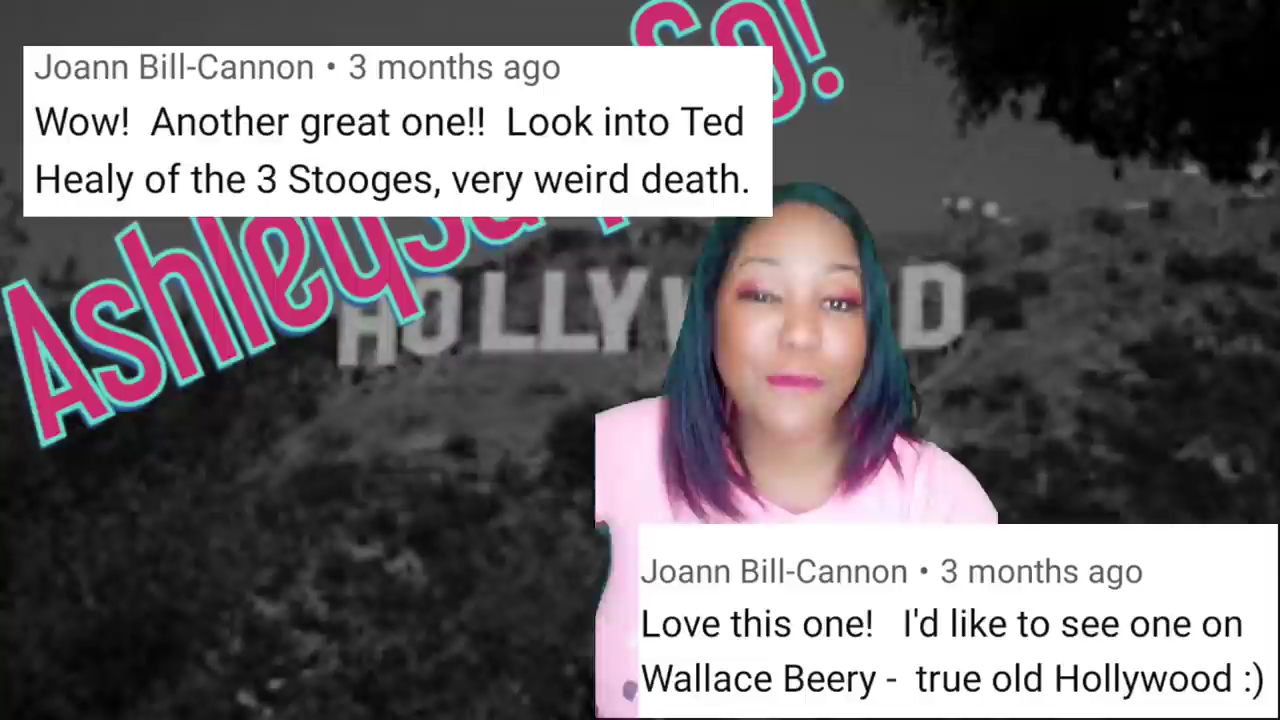 Joann Bill-Cannon • 3 months ago
Wow!  Another great one!!  Look into Ted
Healy of the 3 Stooges, very weird death.
HOLLYW D
Joann Bill-Cannon • 3 months ago
Love this one!   I'd like to see one on
Wallace Beery -  true old Hollywood :)